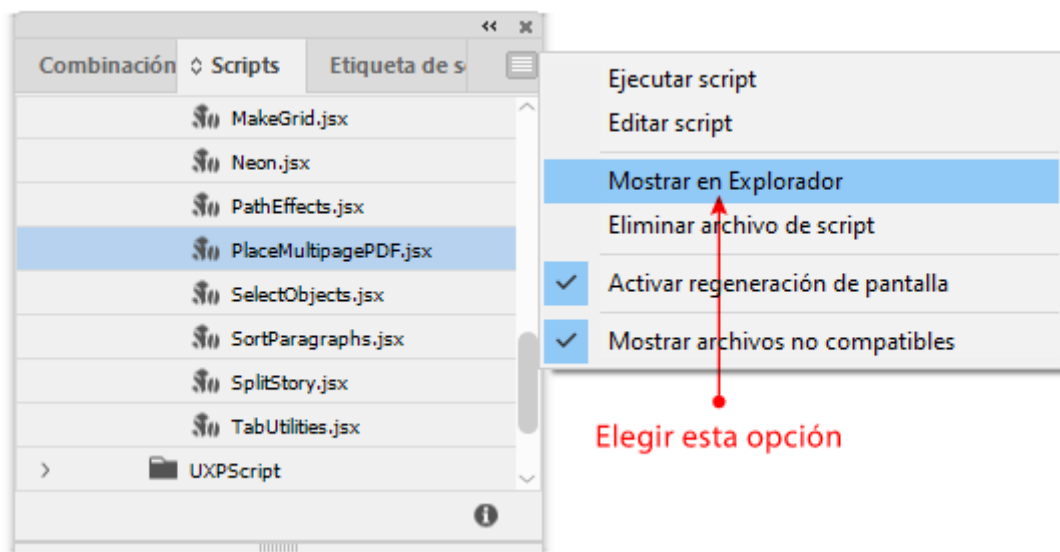 Combinación
Scripts
Etiqueta de s
MakeGrid.jsx
Neon.jsx
PathEffects.jsx
PlaceMultipagePDF.jsx
SelectObjects.jsx
SortParagraphs.jsx
SplitStory.jsx
TabUtilities.jsx
UXPScript
Ejecutar script
Editar script
Mostrar en Explorador
Eliminar archivo de script
Activar regeneración de pantalla
Mostrar archivos no compatibles
Elegir esta opción